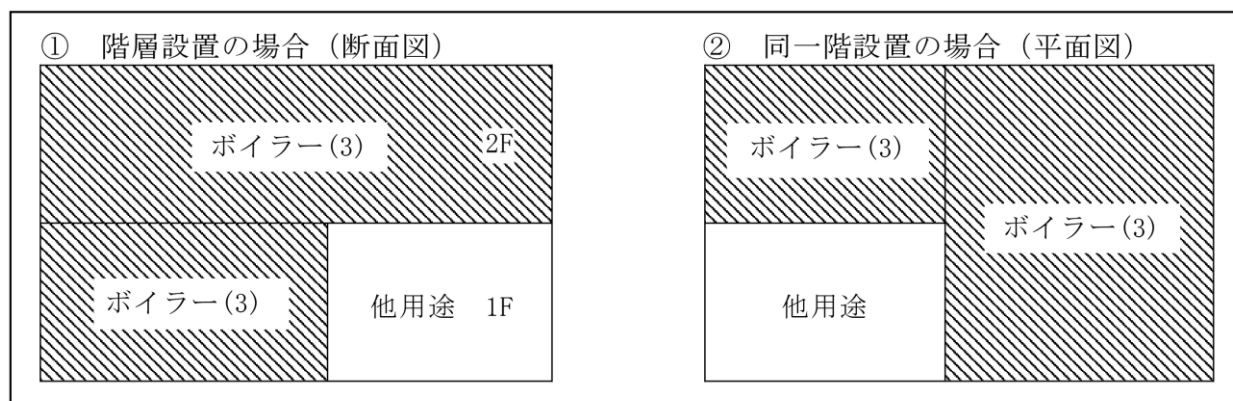 ① 階層設置の場合(断面図)
ボイラー(3) 2F
ボイラー(3)
他用途 1F
② 同一階設置の場合(平面図)
ボイラー(3)
ボイラー(3)
他用途